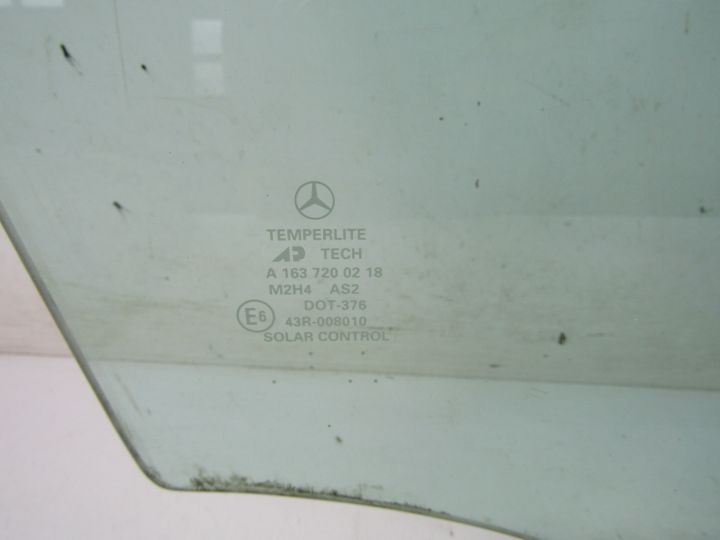 TEMPERLITE
AP TECH
A 163 720 02 18
M2H4 AS2
DOT-376
E6 43R-008010
SOLAR CONTROL